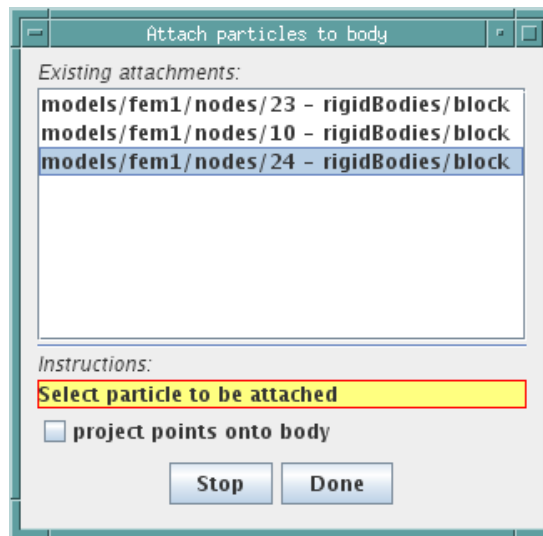 Attach particles to body
Existing attachments:
models/fem1/nodes/23 – rigidBodies/block
models/fem1/nodes/10 – rigidBodies/block
models/fem1/nodes/24 – rigidBodies/block
Instructions:
Select particle to be attached
project points onto body
Stop Done